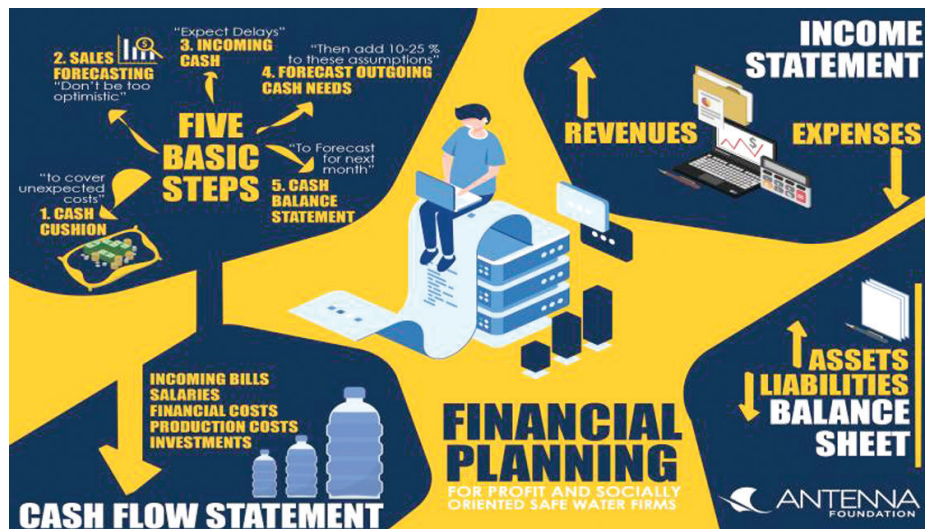 "Expect Delays"
3. INCOMING
CASH
2. SALES
FORECASTING
"Don't be too
optimistic"
"Then add 10-25 %
to these assumptions"
4. FORECAST OUTGOING
CASH NEEDS
FIVE
BASIC
STEPS
"To Forecast
for next
month"
5. CASH
BALANCE
STATEMENT
"to cover
unexpected
costs"
1. CASH
CUSHION
INCOME
STATEMENT
REVENUES
EXPENSES
$
ASSETS
LIABILITIES
BALANCE
SHEET
INCOMING BILLS
SALARIES
FINANCIAL COSTS
PRODUCTION COSTS
INVESTMENTS
CASH FLOW STATEMENT
FINANCIAL
PLANNING
FOR PROFIT AND SOCIALLY
ORIENTED SAFE WATER FIRMS
ANTENNA
FOUNDATION